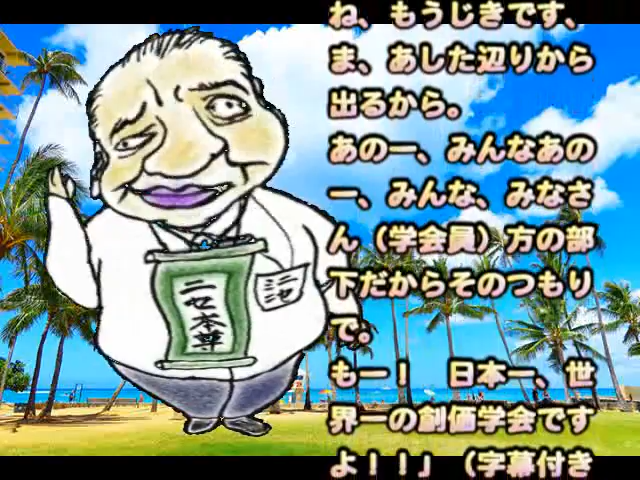 ね、もうじきです、
ま、あした辺りから
出るから。
あのー、みんなあの
ー、みんな、みなさ
ん（学会員）方の部
下だからそのつもり
で。
もー！　日本一、世
界一の創価学会です
よ！！」（字幕付き
ニセ本尊